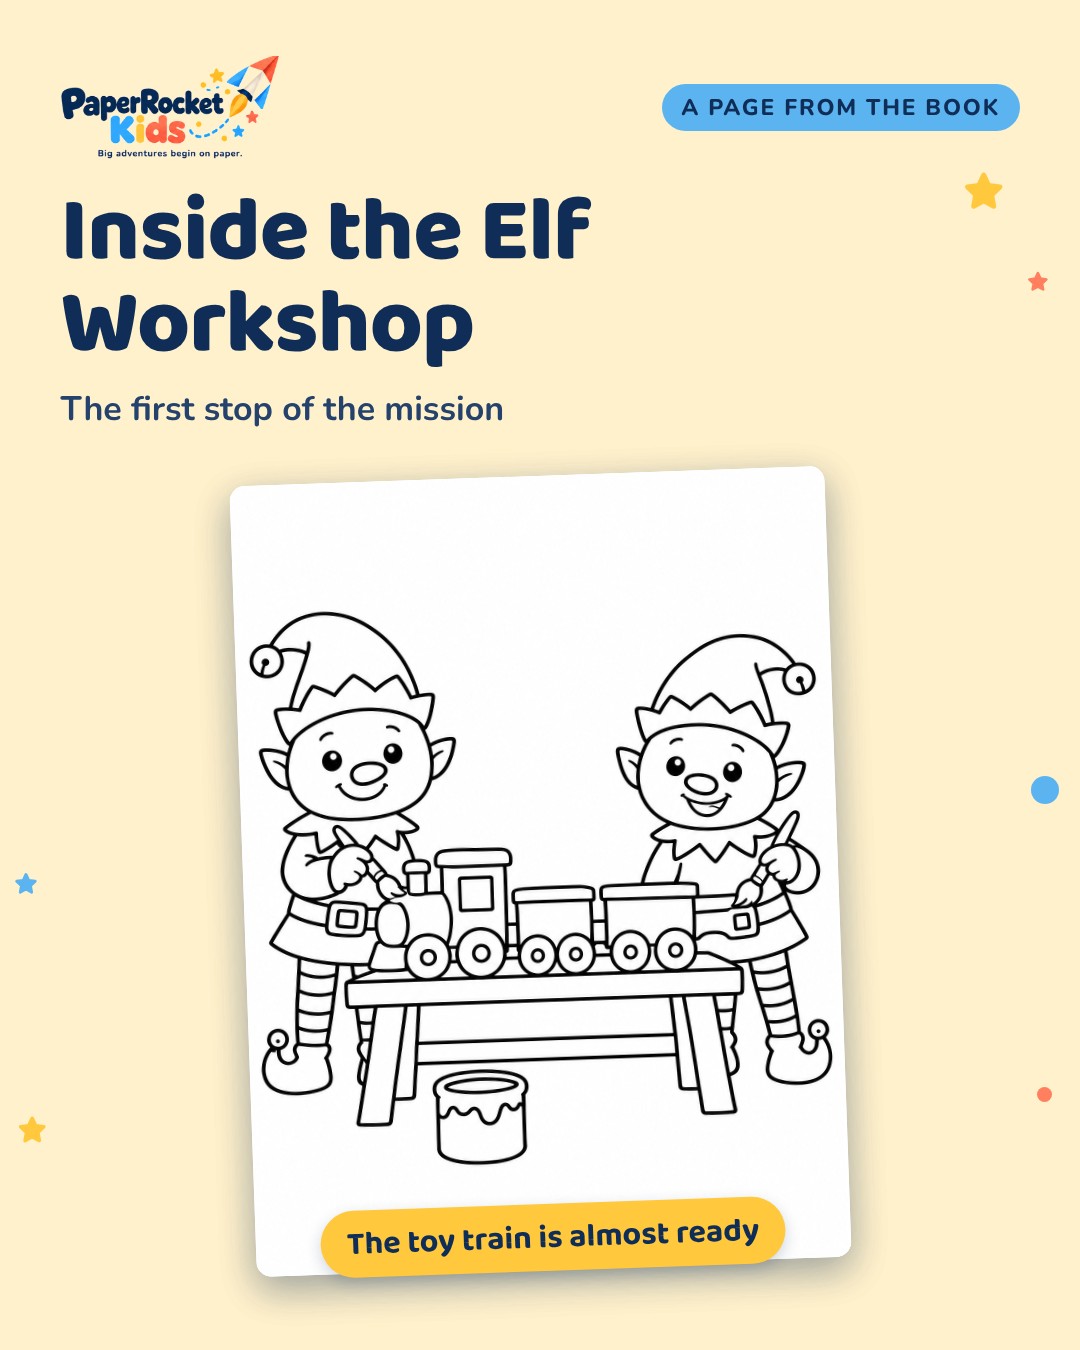 PaperRocket
Kids
Big adventures begin on paper.
A PAGE FROM THE BOOK
Inside the Elf
Workshop
The first stop of the mission
The toy train is almost ready